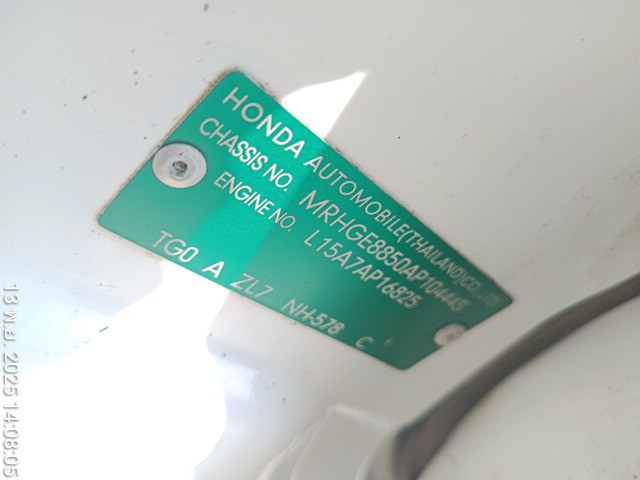 HONDA AUTOMOBILE(THAILAND)CO.,LTD.
CHASSIS NO. MRHGE8850AP104443
ENGINE NO. L15A7AP16825
TG0 A ZL7 NH-578 C
13 พ.ย. 2025 14:08:05